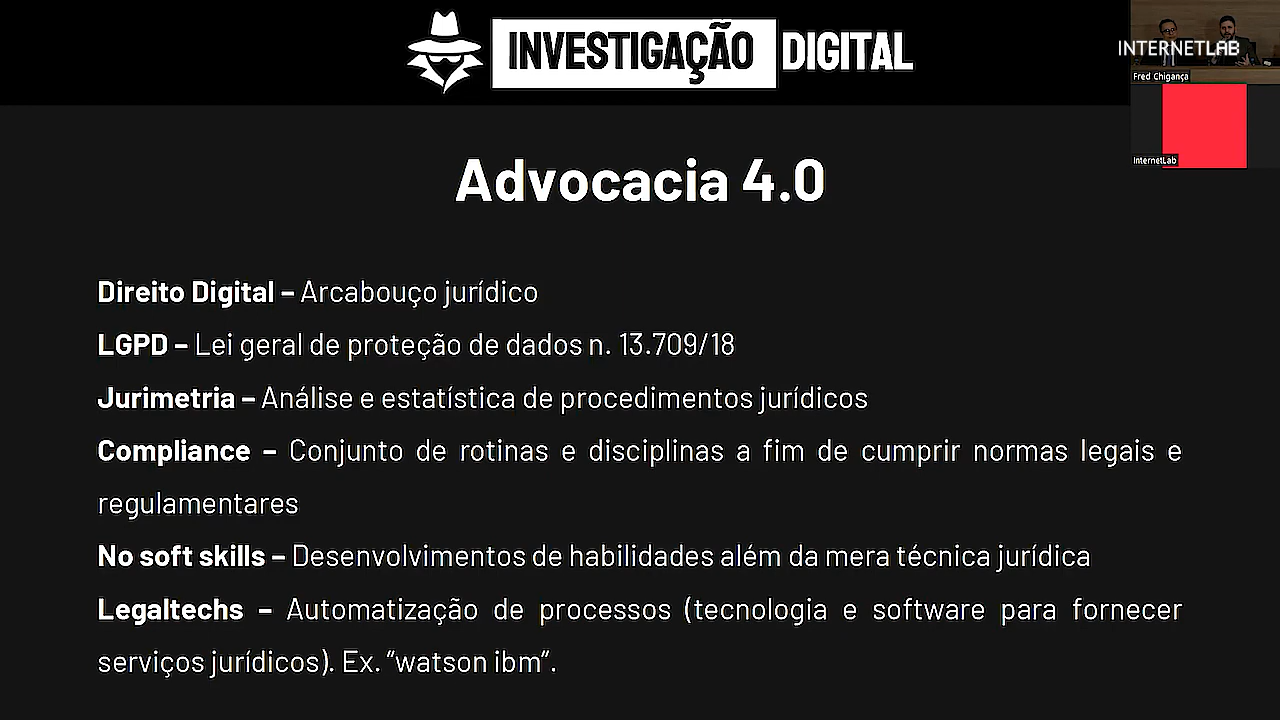 INVESTIGAÇÃO DIGITAL
INTERNETLAB
Fred Chigança
InternetLab
Advocacia 4.0
Direito Digital – Arcabouço jurídico
LGPD – Lei geral de proteção de dados n. 13.709/18
Jurimetria – Análise e estatística de procedimentos jurídicos
Compliance – Conjunto de rotinas e disciplinas a fim de cumprir normas legais e
regulamentares
No soft skills – Desenvolvimentos de habilidades além da mera técnica jurídica
Legaltechs – Automatização de processos (tecnologia e software para fornecer
serviços jurídicos). Ex. “watson ibm”.